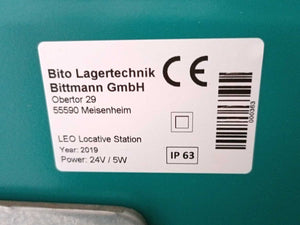 Bito Lagertechnik
Bittmann GmbH
Obertor 29
55590 Meisenheim
CE
LEO Locative Station
Year: 2019
Power: 24V / 5W
IP 63
000363